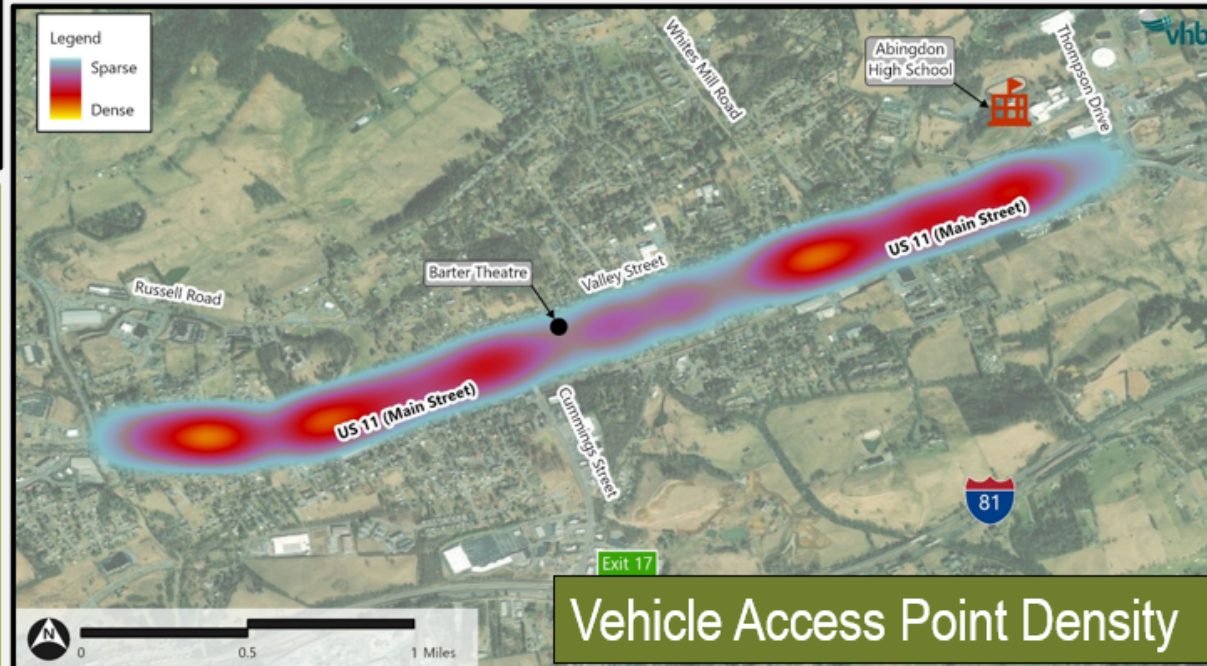 Legend
Sparse
Dense
Whites Mill Road
Abingdon
High School
Thompson Drive
vhb
US 11 (Main Street)
Valley Street
Barter Theatre
Russell Road
US 11 (Main Street)
Cummings Street
81
Exit 17
N
0
0.5
1 Miles
Vehicle Access Point Density